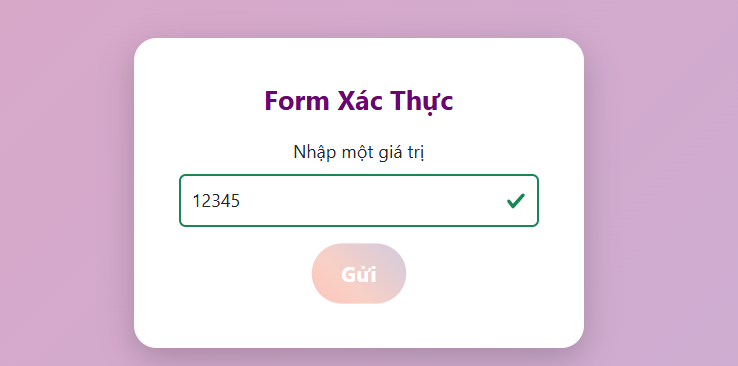 Form Xác Thực
Nhập một giá trị
12345
Gửi